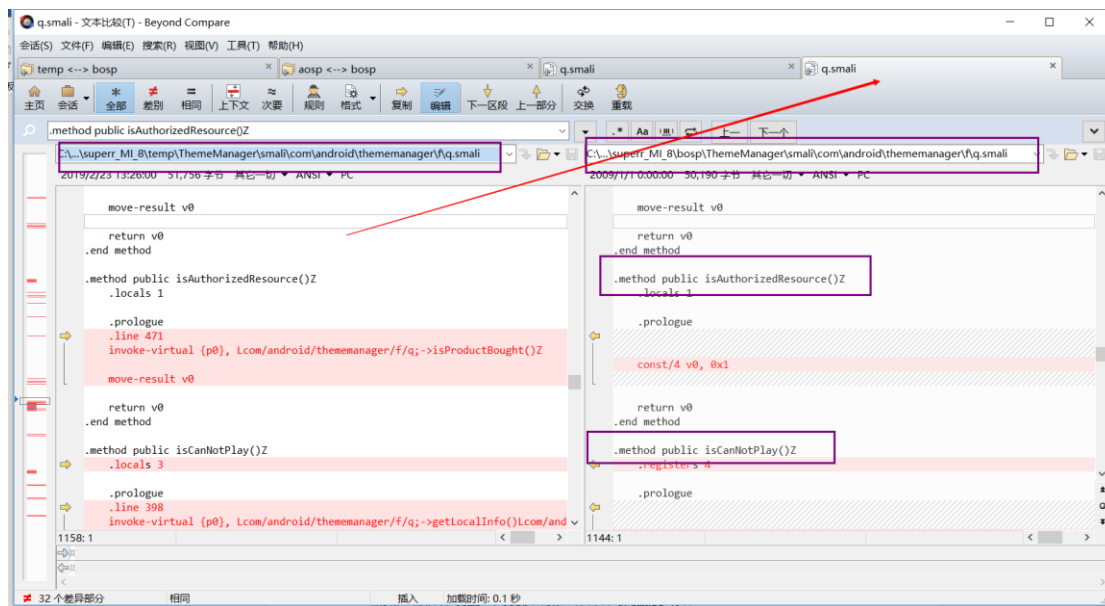 q.smali - 文本比较(T) - Beyond Compare
会话(S) 文件(F) 编辑(E) 搜索(R) 视图(V) 工具(T) 帮助(H)
temp <--> bosp
aosp <--> bosp
q.smali
q.smali
主页 会话 全部 差别 相同 上下文 次要 规则 格式 复制 编辑 下一区段 上一部分 交换 重载
.method public isAuthorizedResource()Z
.* Aa 上一 下一个
C:\...\superr_MI_8\temp\ThemeManager\smali\com\android\thememanager\f\q.smali
C:\...\superr_MI_8\bosp\ThemeManager\smali\com\android\thememanager\f\q.smali
2019/2/23 13:26:00 51,756 字节 其它一切 ANSI PC
2009/1/1 0:00:00 50,190 字节 其它一切 ANSI PC
move-result v0
return v0
.end method
.method public isAuthorizedResource()Z
.locals 1
.prologue
.line 471
invoke-virtual {p0}, Lcom/android/thememanager/f/q;->isProductBought()Z
move-result v0
return v0
.end method
.method public isCanNotPlay()Z
.locals 3
.prologue
.line 398
invoke-virtual {p0}, Lcom/android/thememanager/f/q;->getLocalInfo()Lcom/and
1158: 1
move-result v0
return v0
.end method
.method public isAuthorizedResource()Z
.locals 1
.prologue
const/4 v0, 0x1
return v0
.end method
.method public isCanNotPlay()Z
.registers 4
.prologue
1144: 1
32 个差异部分 相同 插入 加载时间: 0.1 秒